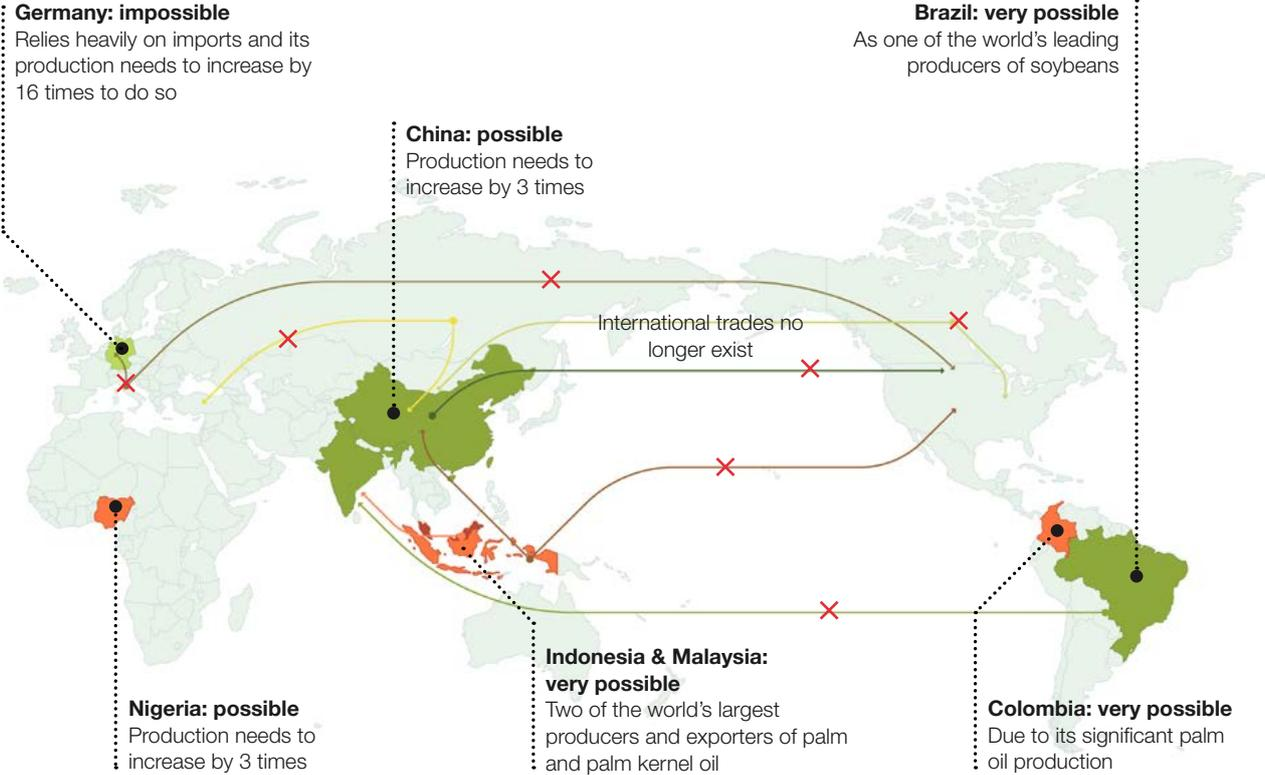 Germany: impossible
Relies heavily on imports and its
production needs to increase by
16 times to do so
Brazil: very possible
As one of the world’s leading
producers of soybeans
China: possible
Production needs to
increase by 3 times
International trades no
longer exist
Nigeria: possible
Production needs to
increase by 3 times
Indonesia & Malaysia:
very possible
Two of the world’s largest
producers and exporters of palm
and palm kernel oil
Colombia: very possible
Due to its significant palm
oil production